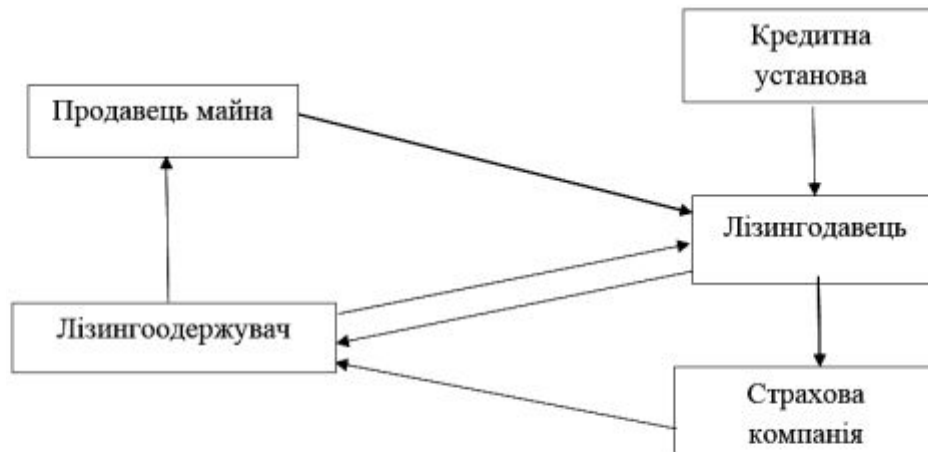 Кредитна
установа
Продавець майна
Лізингодавець
Лізингоодержувач
Страхова
компанія